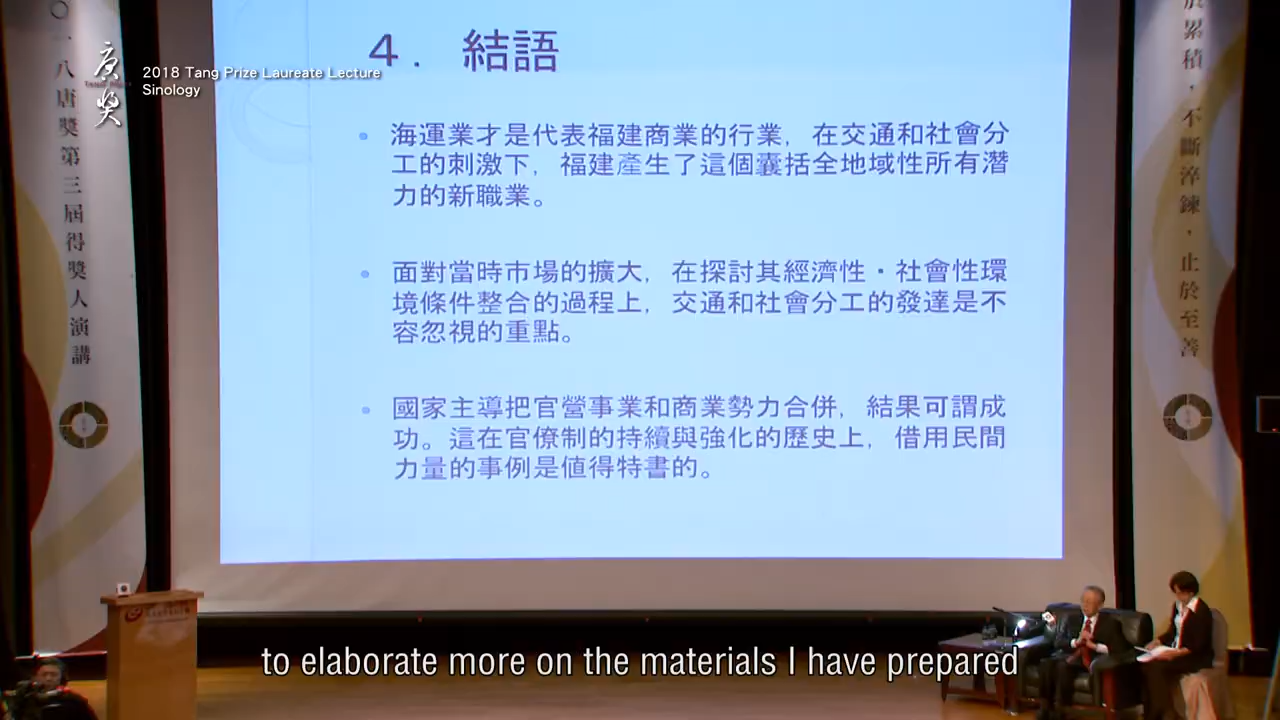 4. 結語
2018 Tang Prize Laureate Lecture
Sinology
唐獎
〇一八唐獎第三屆得獎人演講
於累積，不斷淬鍊，止於至善
海運業才是代表福建商業的行業，在交通和社會分
工的刺激下，福建產生了這個囊括全地域性所有潛
力的新職業。
面對當時市場的擴大，在探討其經濟性・社會性環
境條件整合的過程上，交通和社會分工的發達是不
容忽視的重點。
國家主導把官營事業和商業勢力合併，結果可謂成
功。這在官僚制的持續與強化的歷史上，借用民間
力量的事例是值得特書的。
to elaborate more on the materials I have prepared